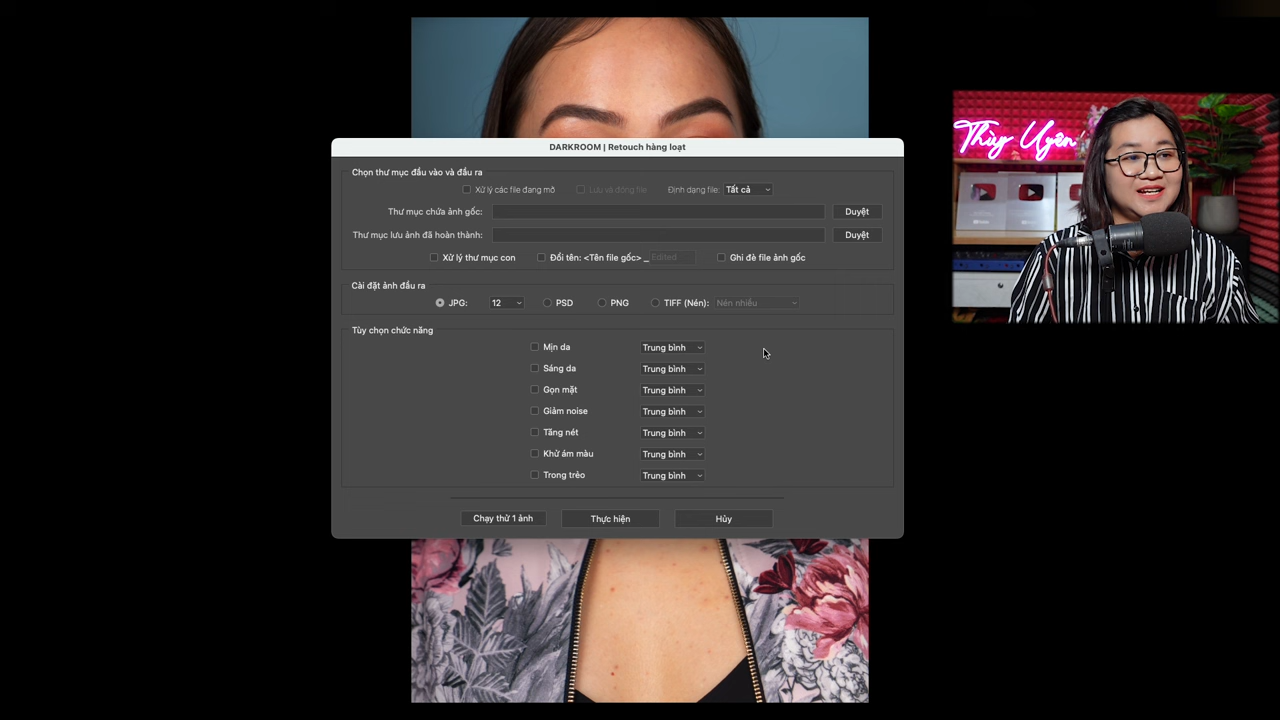 DARKROOM | Retouch hàng loạt
Thùy Uyên
Chọn thư mục đầu vào và đầu ra
Xử lý các file đang mở Lưu và đóng file Định dạng file: Tất cả
Thư mục chứa ảnh gốc: Duyệt
Thư mục lưu ảnh đã hoàn thành: Duyệt
Xử lý thư mục con Đổi tên: <Tên file gốc> _ Edited Ghi đè file ảnh gốc
Cài đặt ảnh đầu ra
JPG: 12 PSD PNG TIFF (Nén): Nén nhiều
Tùy chọn chức năng
Mịn da Trung bình
Sáng da Trung bình
Gọn mặt Trung bình
Giảm noise Trung bình
Tăng nét Trung bình
Khử ám màu Trung bình
Trong trẻo Trung bình
Chạy thử 1 ảnh Thực hiện Hủy